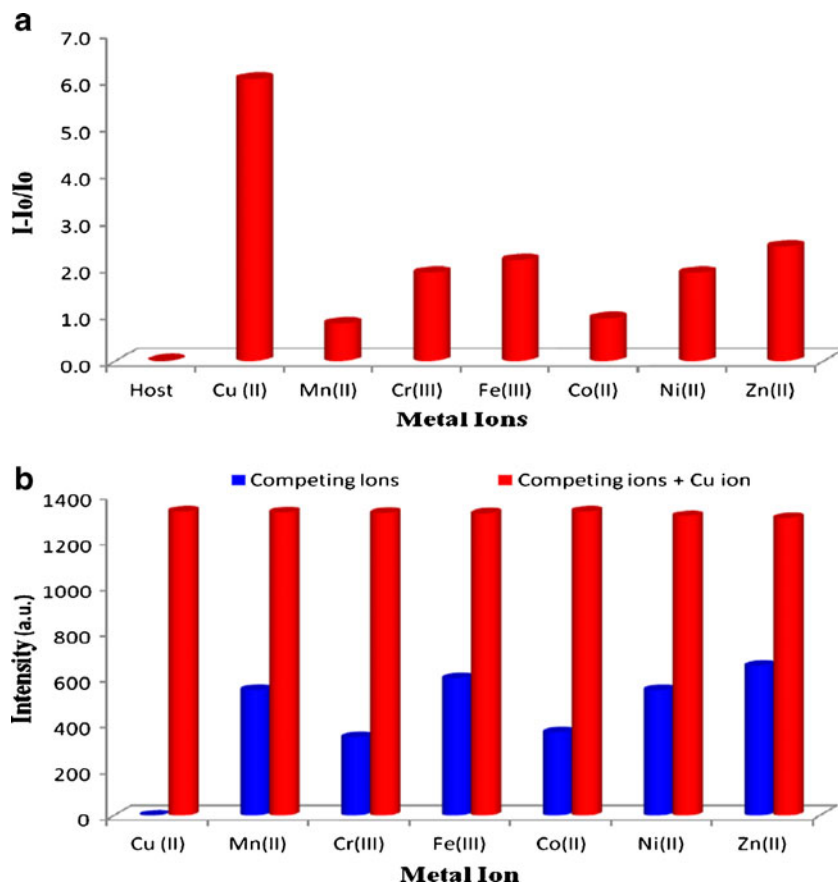 a
7.0
6.0
5.0
4.0
3.0
2.0
1.0
0.0
I-Io/Io
Host Cu (II) Mn(II) Cr(III) Fe(III) Co(II) Ni(II) Zn(II)
Metal Ions
b
Competing Ions Competing ions + Cu ion
1400
1200
1000
800
600
400
200
0
Intensity (a.u.)
Cu (II) Mn(II) Cr(III) Fe(III) Co(II) Ni(II) Zn(II)
Metal Ion